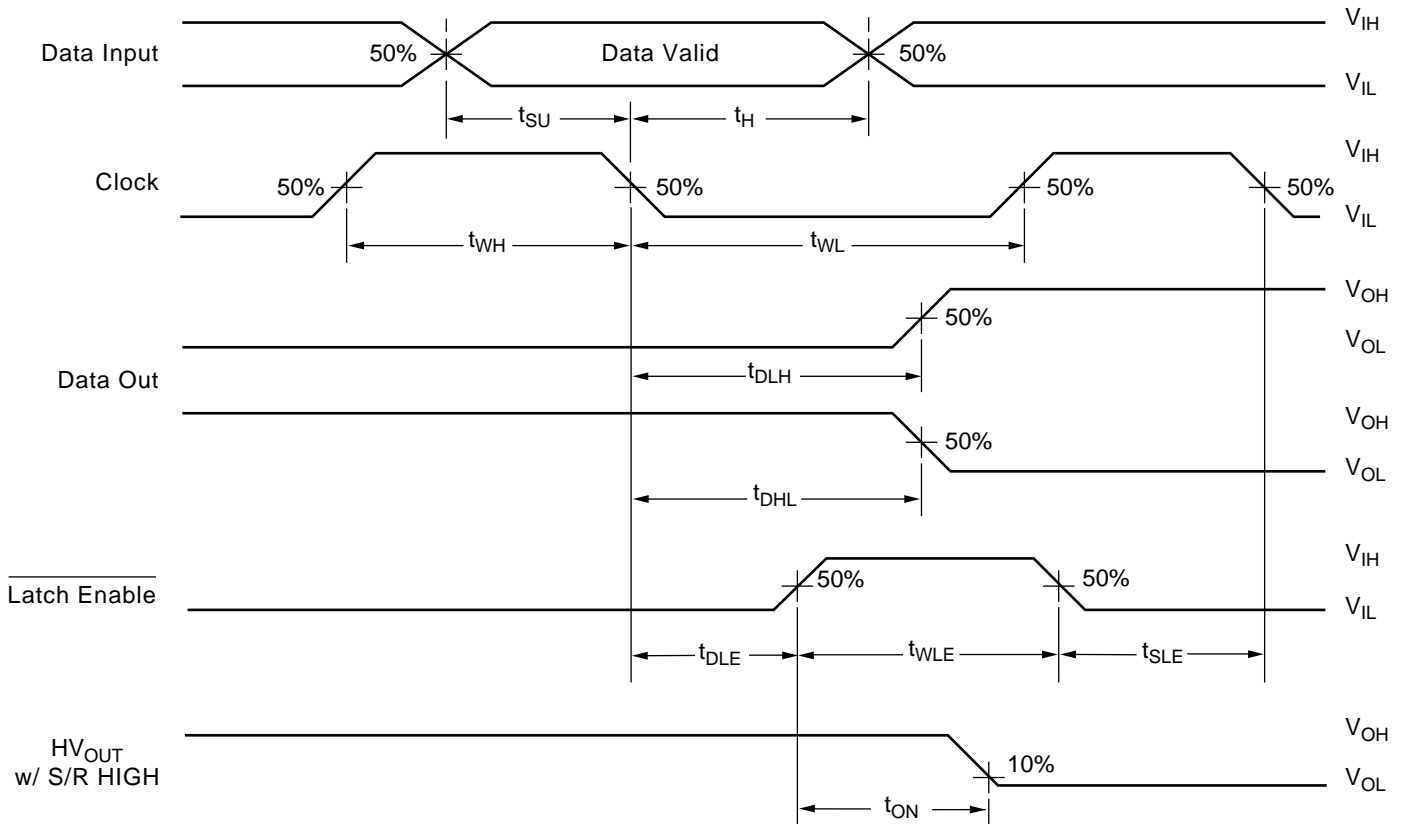 V_IH
Data Input 50% Data Valid 50%
V_IL
t_SU t_H
V_IH
Clock 50% 50% 50% 50%
V_IL
t_WH t_WL
V_OH
50%
V_OL
t_DLH
Data Out
V_OH
50%
V_OL
t_DHL
V_IH
Latch Enable 50% 50%
V_IL
t_DLE t_WLE t_SLE
V_OH
HV_OUT
w/ S/R HIGH 10%
V_OL
t_ON